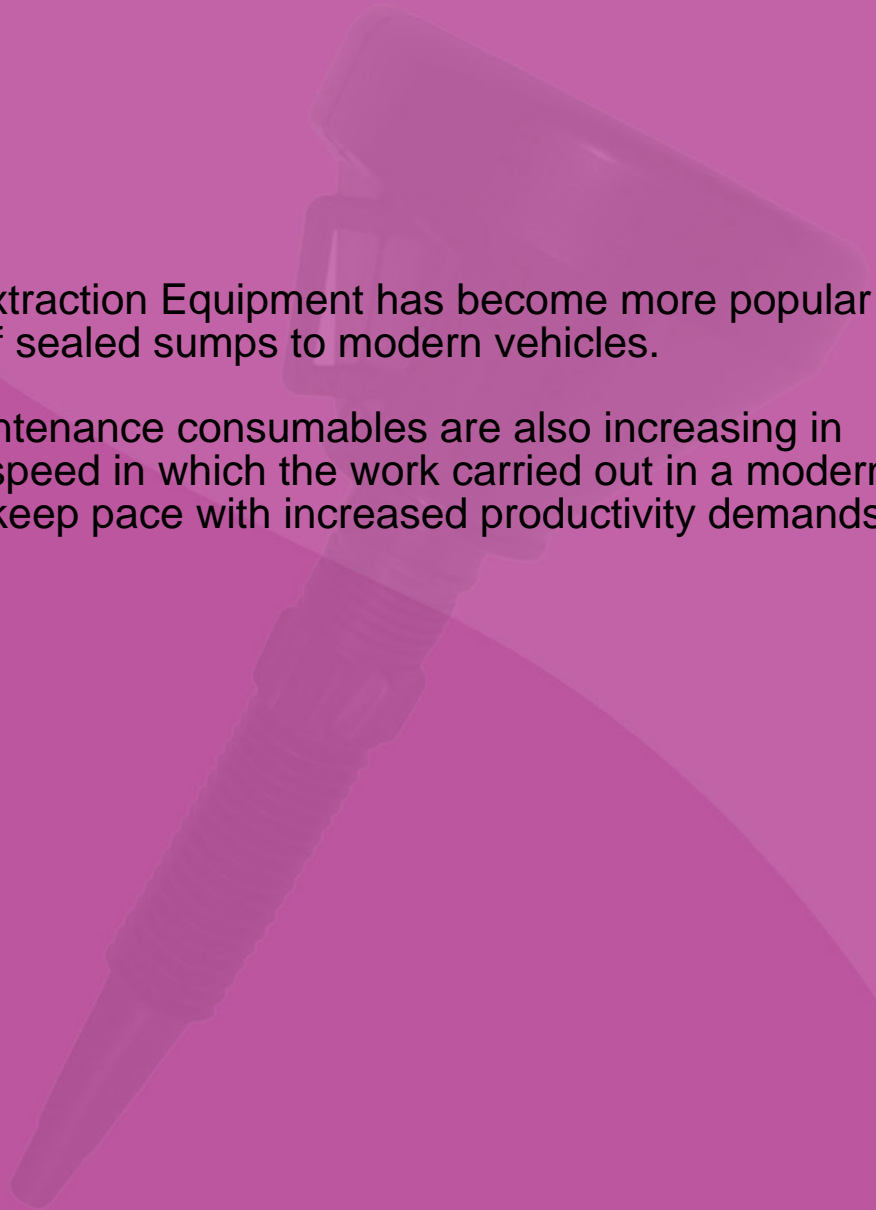 xtraction Equipment has become more popular
f sealed sumps to modern vehicles.
ntenance consumables are also increasing in
speed in which the work carried out in a modern
keep pace with increased productivity demands